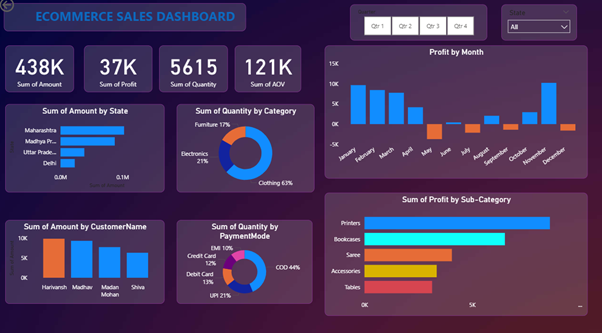 ECOMMERCE SALES DASHBOARD
Quarter
Qtr 1 Qtr 2 Qtr 3 Qtr 4
State
All
438K
Sum of Amount
37K
Sum of Profit
5615
Sum of Quantity
121K
Sum of AOV
Profit by Month
15K
10K
5K
0K
-5K
January February March April May June July August September October November December
Sum of Amount by State
Maharashtra
Madhya Pr...
Uttar Prade...
Delhi
0.0M 0.1M
Sum of Quantity by Category
Furniture 17%
Electronics
21%
Clothing 63%
Sum of Amount by CustomerName
10K
5K
0K
Harivansh Madhav Madan
Mohan Shiva
Sum of Quantity by
PaymentMode
EMI 10%
Credit Card
12%
Debit Card
13%
UPI 21%
COD 44%
Sum of Profit by Sub-Category
Printers
Bookcases
Saree
Accessories
Tables
0K 5K ...